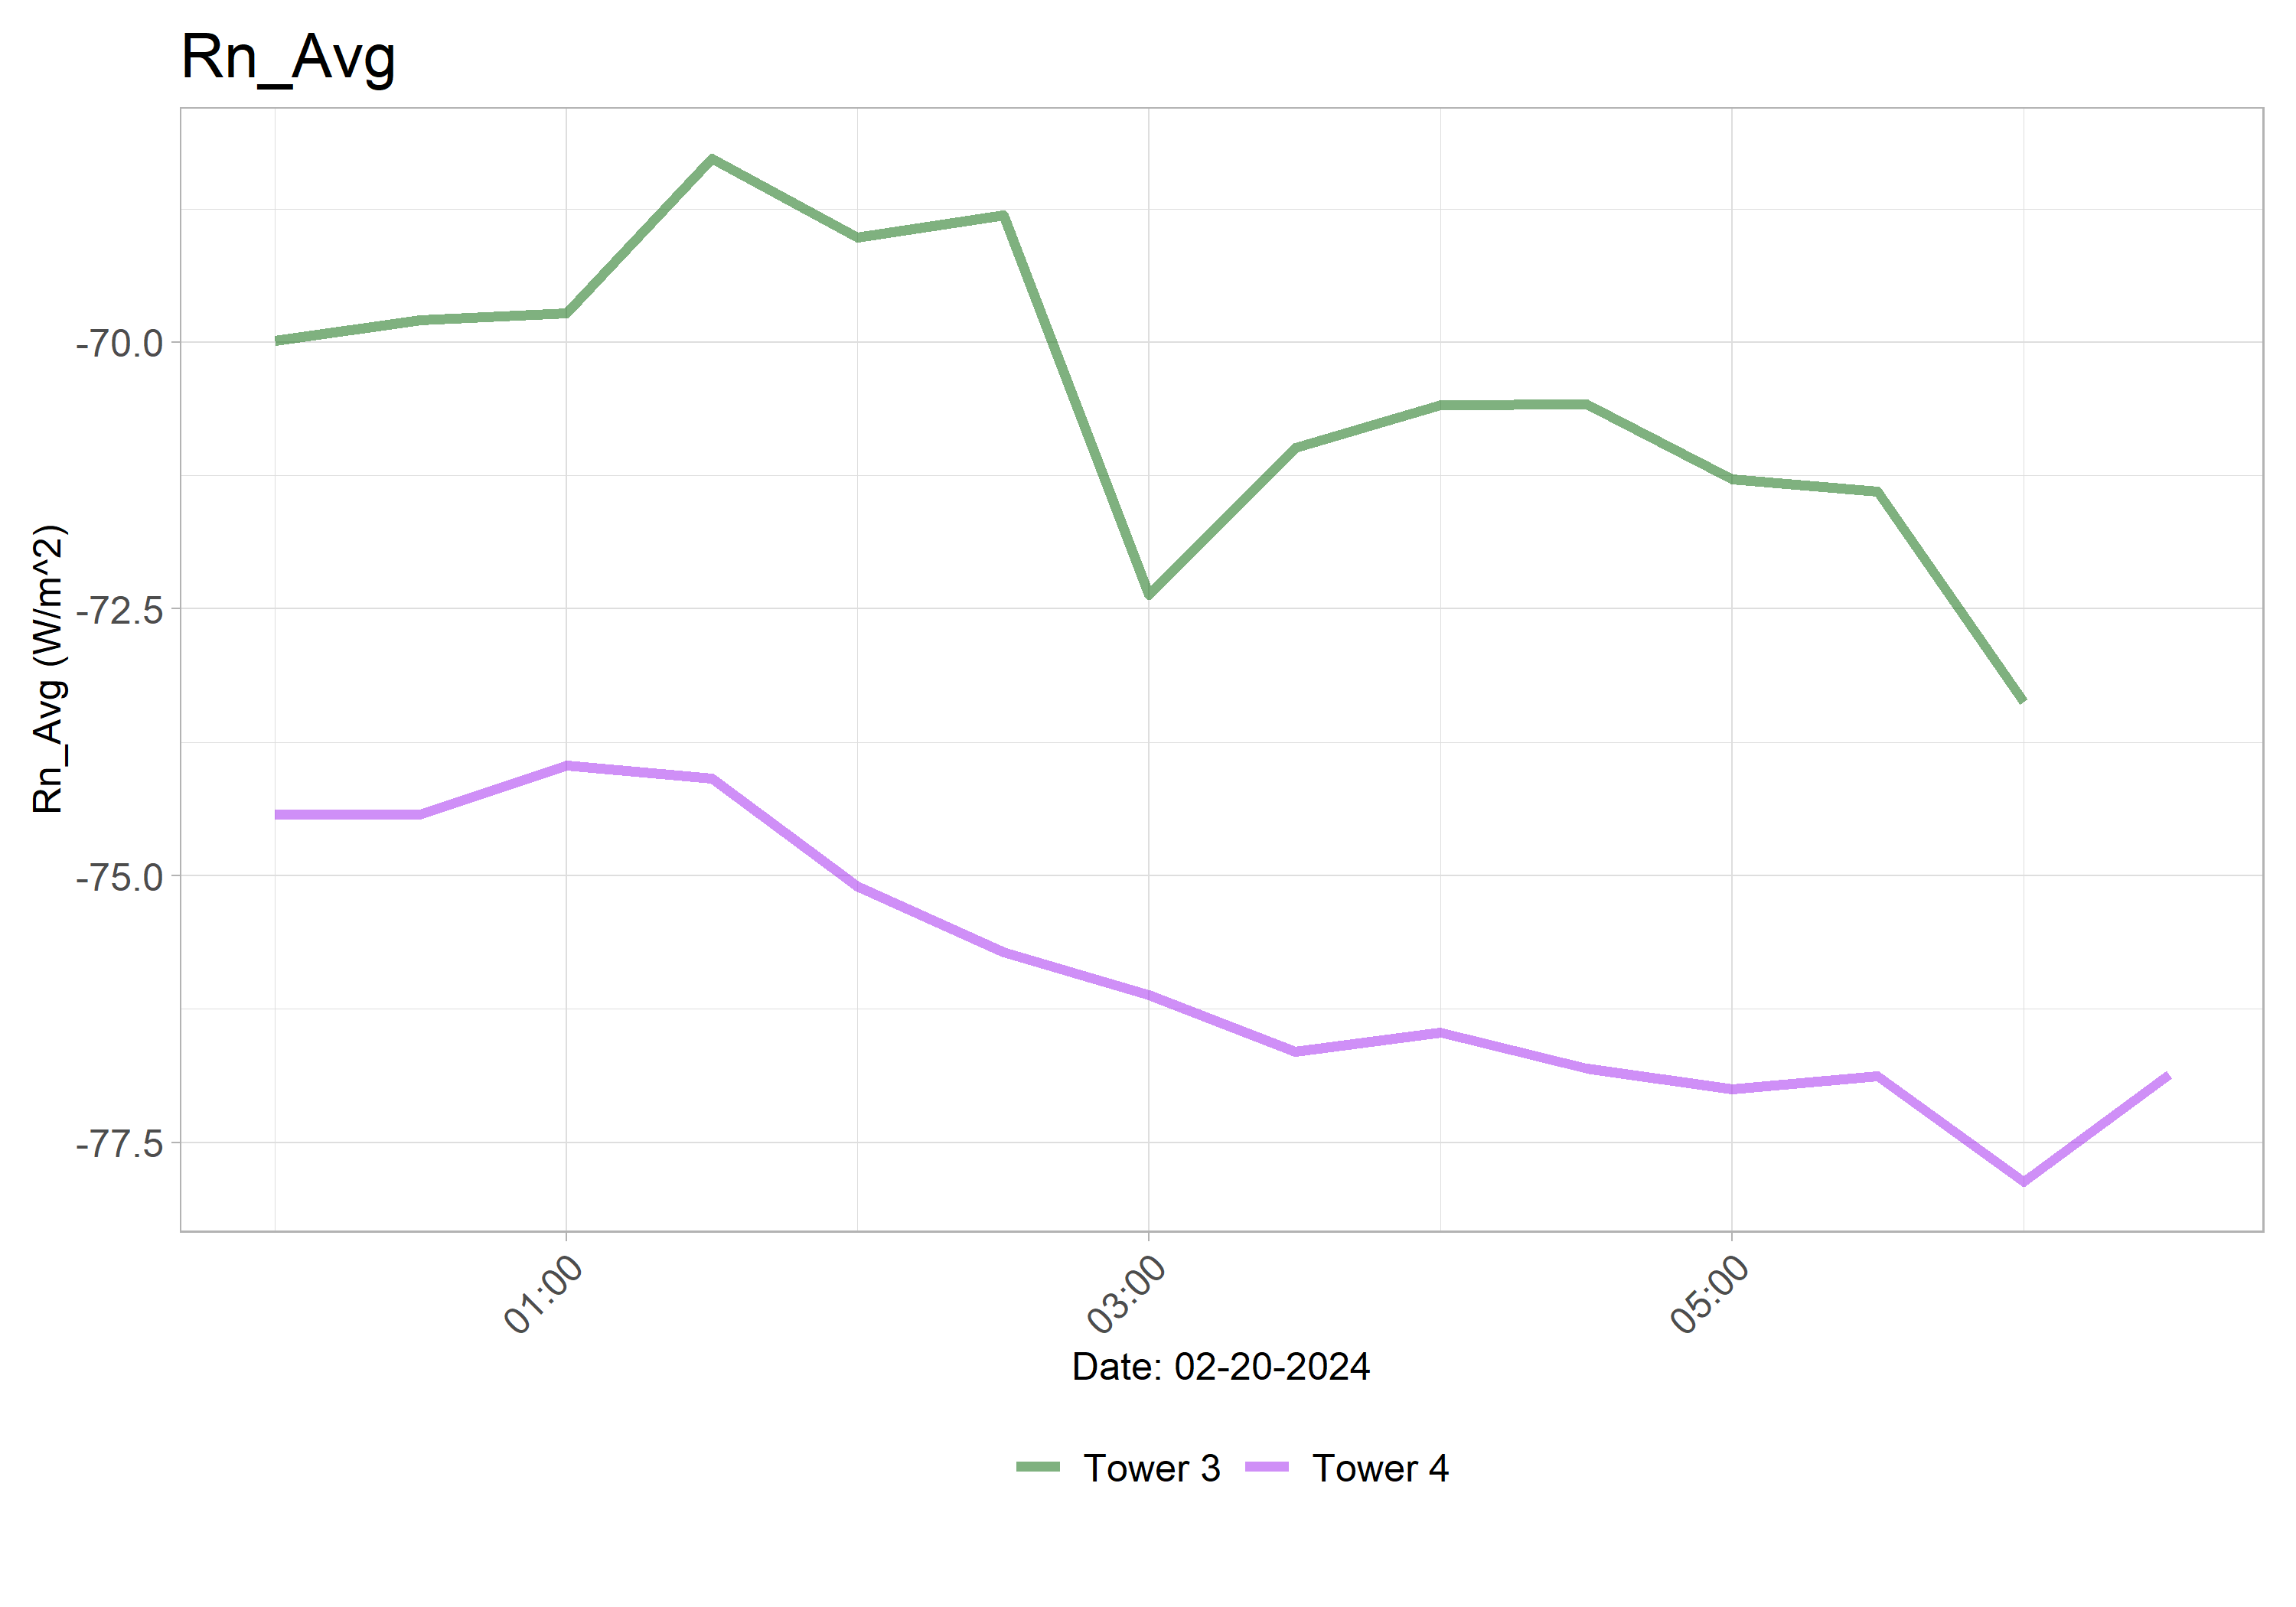 Rn_Avg
Rn_Avg (W/m^2)
-70.0
-72.5
-75.0
-77.5
01:00
03:00
05:00
Date: 02-20-2024
Tower 3
Tower 4